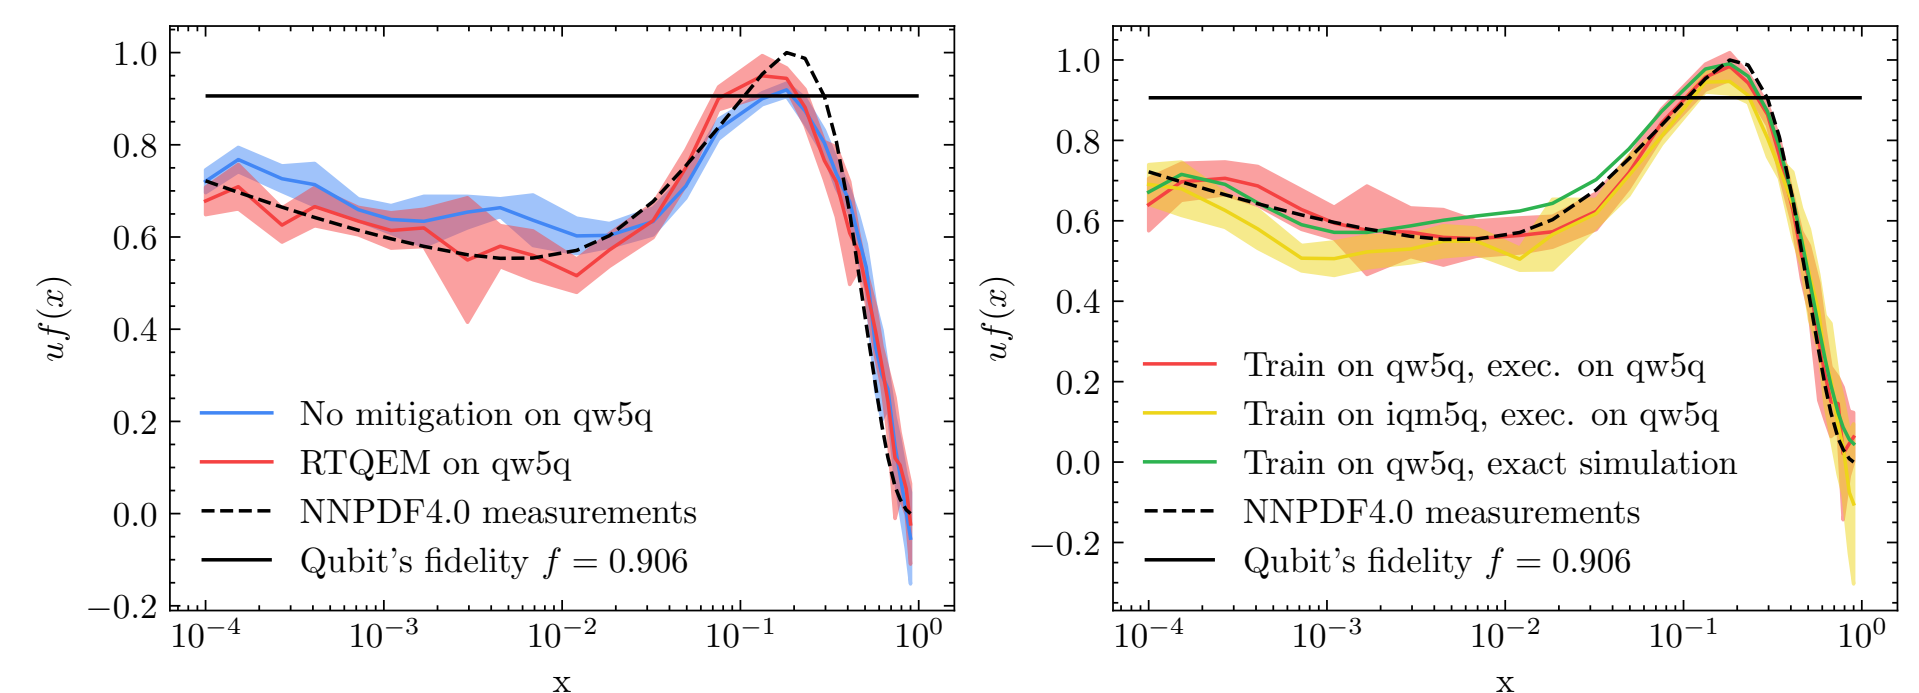 1.0
0.8
0.6
0.4
0.2
0.0
−0.2
uf(x)
No mitigation on qw5q
RTQEM on qw5q
NNPDF4.0 measurements
Qubit's fidelity f = 0.906
10⁻⁴ 10⁻³ 10⁻² 10⁻¹ 10⁰
x
1.0
0.8
0.6
0.4
0.2
0.0
−0.2
uf(x)
Train on qw5q, exec. on qw5q
Train on iqm5q, exec. on qw5q
Train on qw5q, exact simulation
NNPDF4.0 measurements
Qubit's fidelity f = 0.906
10⁻⁴ 10⁻³ 10⁻² 10⁻¹ 10⁰
x